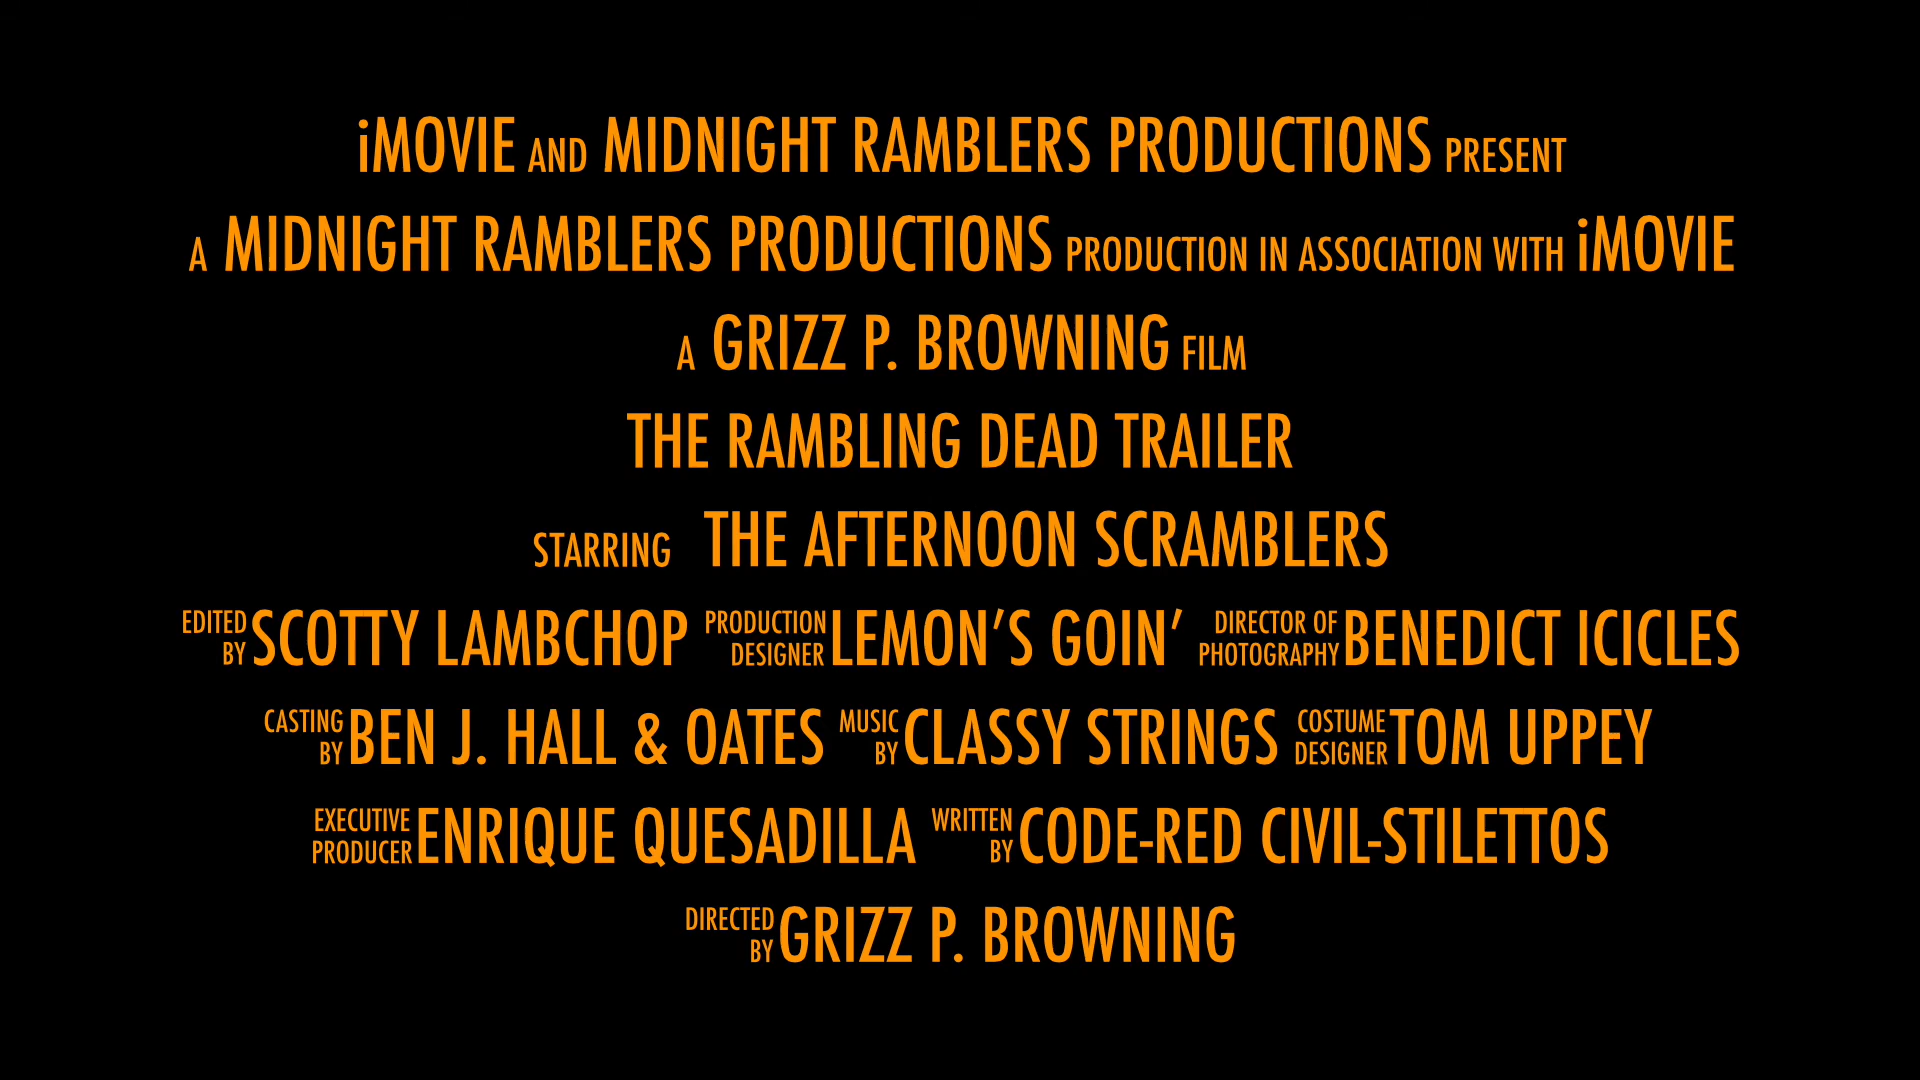 iMOVIE AND MIDNIGHT RAMBLERS PRODUCTIONS PRESENT
A MIDNIGHT RAMBLERS PRODUCTIONS PRODUCTION IN ASSOCIATION WITH iMOVIE
A GRIZZ P. BROWNING FILM
THE RAMBLING DEAD TRAILER
STARRING THE AFTERNOON SCRAMBLERS
EDITED BY SCOTTY LAMBCHOP PRODUCTION DESIGNER LEMON’S GOIN’ DIRECTOR OF PHOTOGRAPHY BENEDICT ICICLES
CASTING BY BEN J. HALL & OATES MUSIC BY CLASSY STRINGS COSTUME DESIGNER TOM UPPEY
EXECUTIVE PRODUCER ENRIQUE QUESADILLA WRITTEN BY CODE-RED CIVIL-STILETTOS
DIRECTED BY GRIZZ P. BROWNING